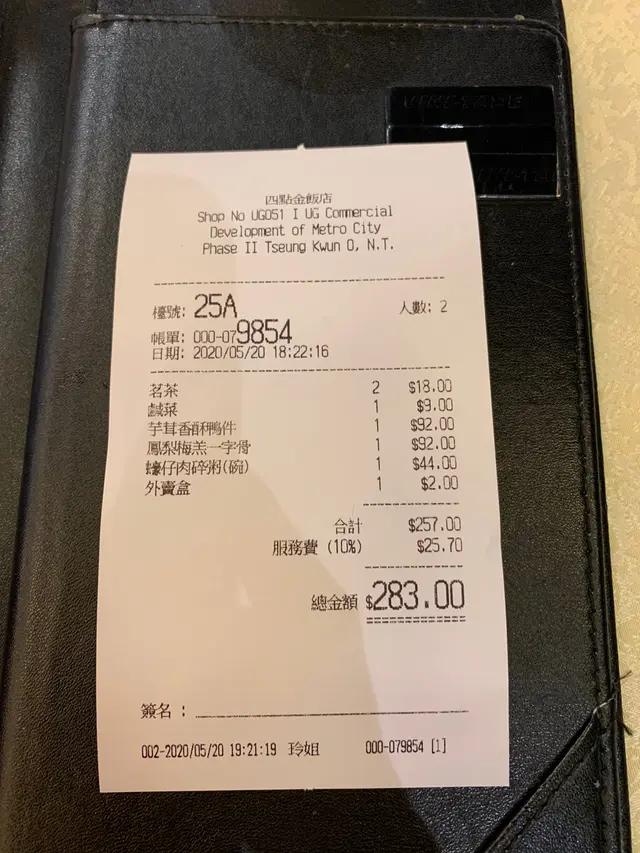 四點金飯店
Shop No UG051 I UG Commercial
Development of Metro City
Phase II Tseung Kwun O, N.T.
檯號: 25A 人數: 2
帳單: 000-079854
日期: 2020/05/20 18:22:16
茗茶 2 $18.00
鹹菜 1 $9.00
芋茸香酥鴨件 1 $92.00
鳳梨梅羔一字骨 1 $92.00
蠔仔肉碎粥(碗) 1 $44.00
外賣盒 1 $2.00
合計 $257.00
服務費 (10%) $25.70
總金額 $283.00
簽名 :
002-2020/05/20 19:21:19 玲姐 000-079854 [1]